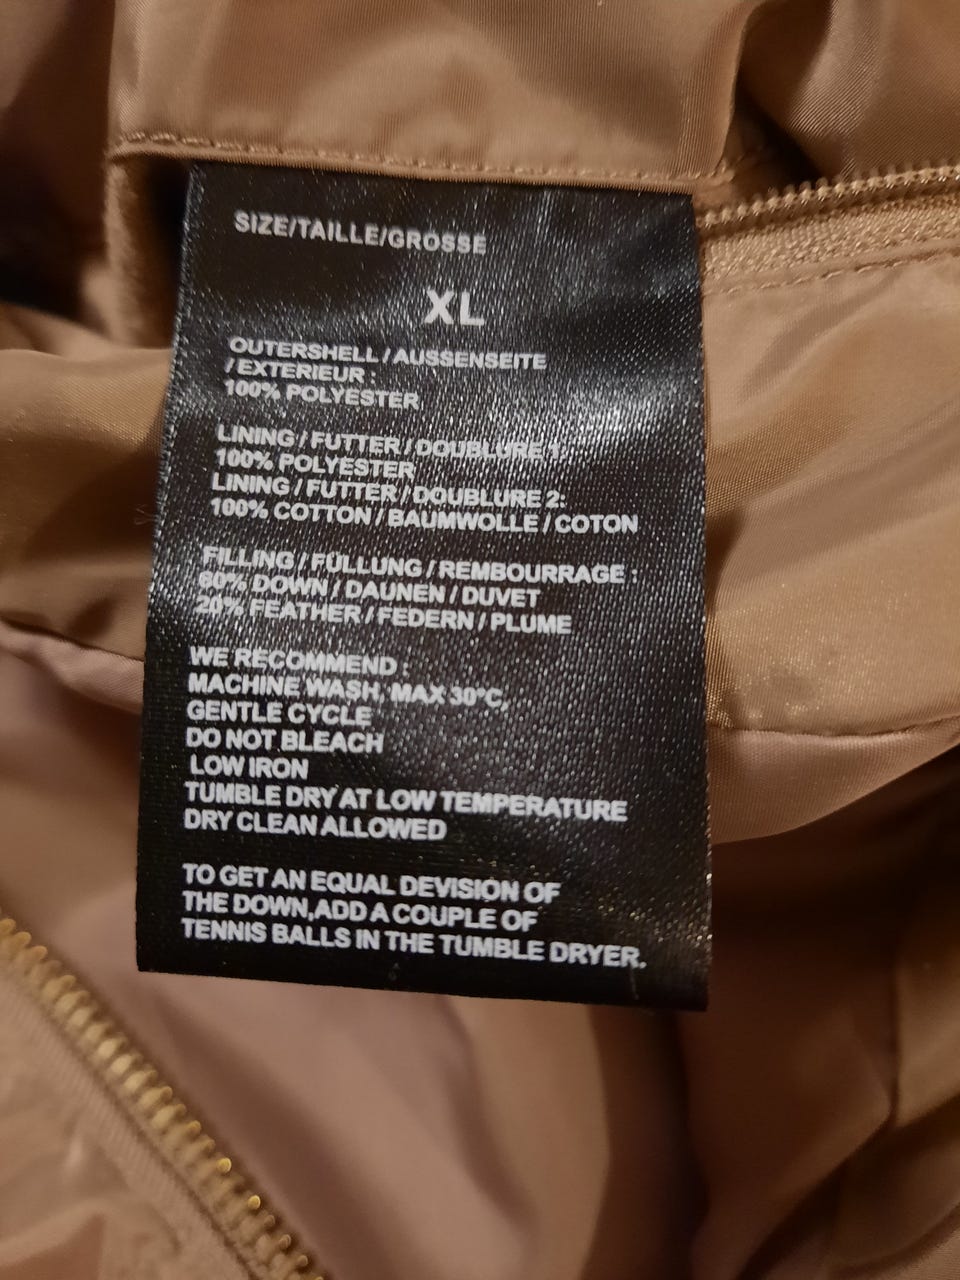 SIZE/TAILLE/GROSSE
XL
OUTERSHELL / AUSSENSEITE
/ EXTERIEUR :
100% POLYESTER
LINING / FUTTER / DOUBLURE 1:
100% POLYESTER
LINING / FUTTER / DOUBLURE 2:
100% COTTON / BAUMWOLLE / COTON
FILLING / FÜLLUNG / REMBOURRAGE :
80% DOWN / DAUNEN / DUVET
20% FEATHER / FEDERN / PLUME
WE RECOMMEND :
MACHINE WASH, MAX 30°C,
GENTLE CYCLE
DO NOT BLEACH
LOW IRON
TUMBLE DRY AT LOW TEMPERATURE
DRY CLEAN ALLOWED
TO GET AN EQUAL DEVISION OF
THE DOWN,ADD A COUPLE OF
TENNIS BALLS IN THE TUMBLE DRYER.